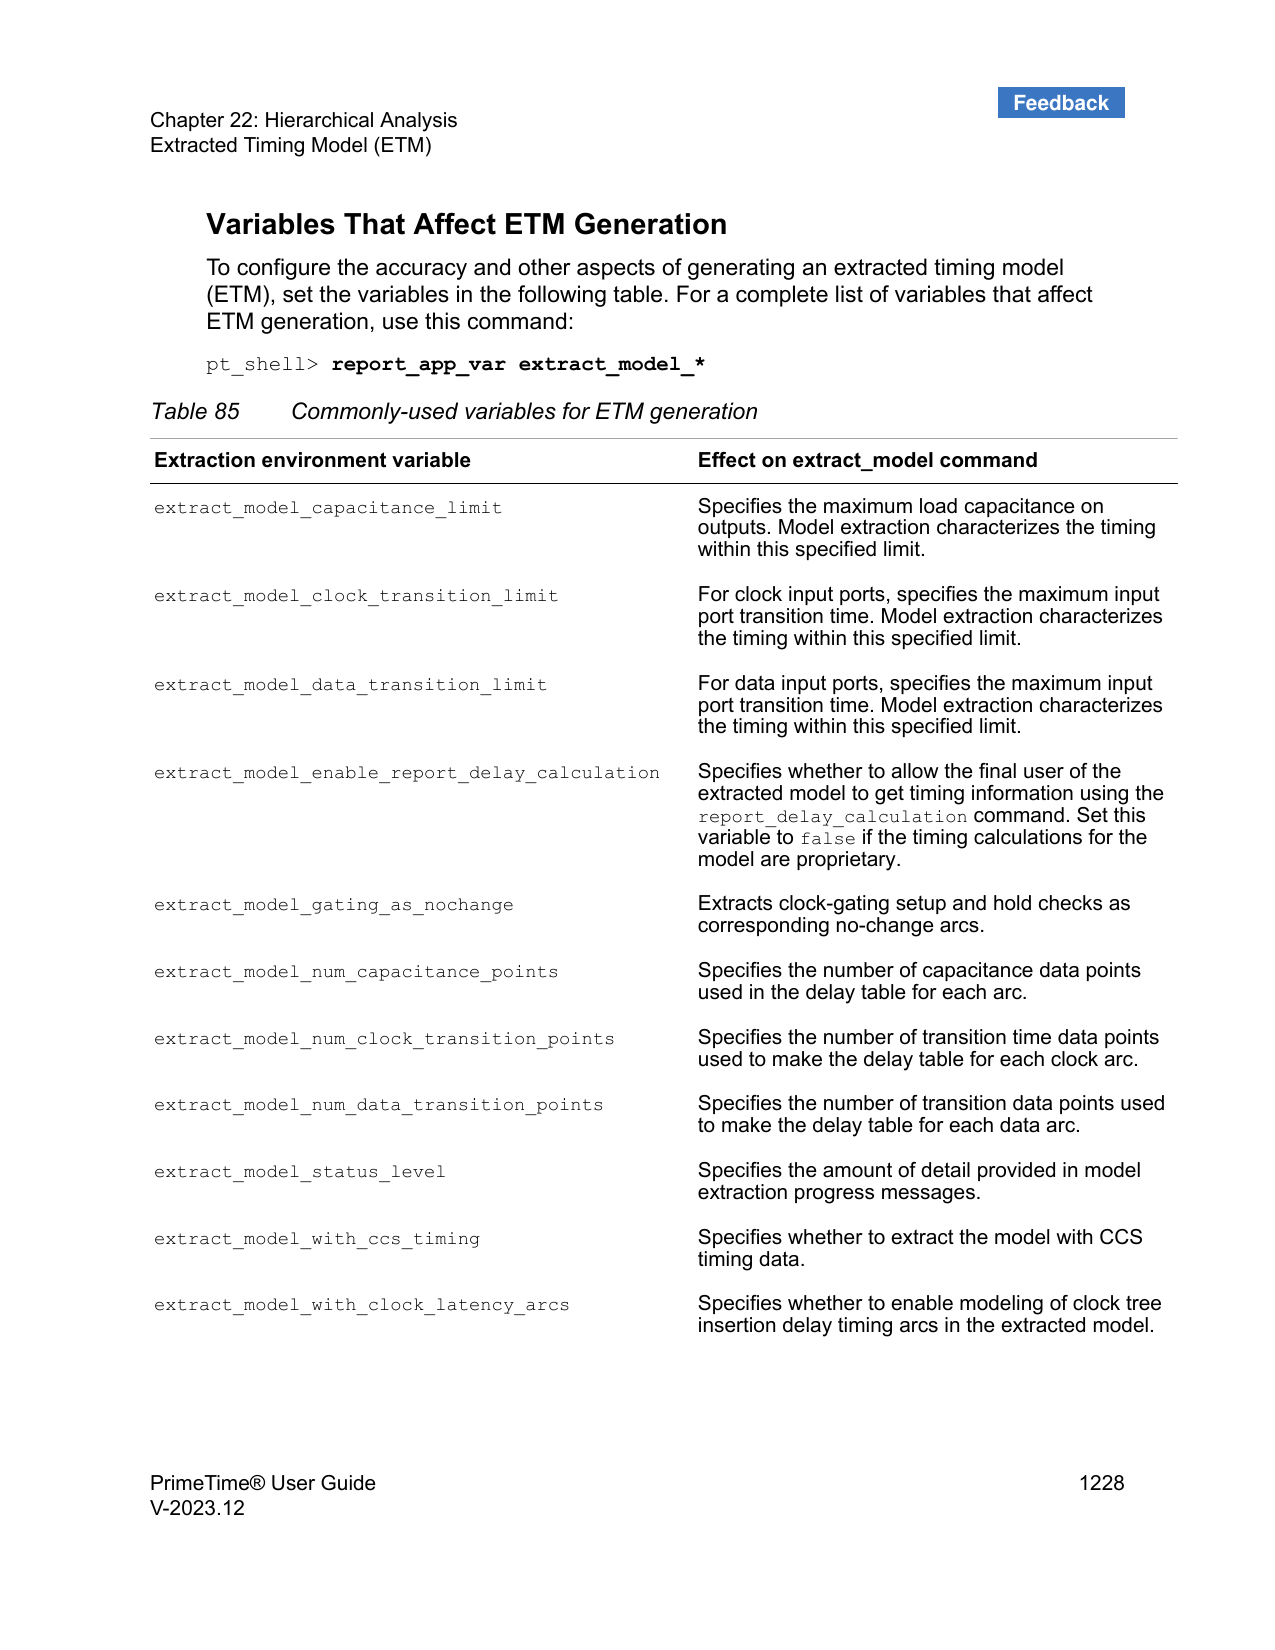 Feedback
Chapter 22: Hierarchical Analysis
Extracted Timing Model (ETM)
Variables That Affect ETM Generation
To configure the accuracy and other aspects of generating an extracted timing model
(ETM), set the variables in the following table. For a complete list of variables that affect
ETM generation, use this command:
pt_shell> report_app_var extract_model_*
Table 85 Commonly-used variables for ETM generation
Extraction environment variable Effect on extract_model command
extract_model_capacitance_limit Specifies the maximum load capacitance on
outputs. Model extraction characterizes the timing
within this specified limit.
extract_model_clock_transition_limit For clock input ports, specifies the maximum input
port transition time. Model extraction characterizes
the timing within this specified limit.
extract_model_data_transition_limit For data input ports, specifies the maximum input
port transition time. Model extraction characterizes
the timing within this specified limit.
extract_model_enable_report_delay_calculation Specifies whether to allow the final user of the
extracted model to get timing information using the
report_delay_calculation command. Set this
variable to false if the timing calculations for the
model are proprietary.
extract_model_gating_as_nochange Extracts clock-gating setup and hold checks as
corresponding no-change arcs.
extract_model_num_capacitance_points Specifies the number of capacitance data points
used in the delay table for each arc.
extract_model_num_clock_transition_points Specifies the number of transition time data points
used to make the delay table for each clock arc.
extract_model_num_data_transition_points Specifies the number of transition data points used
to make the delay table for each data arc.
extract_model_status_level Specifies the amount of detail provided in model
extraction progress messages.
extract_model_with_ccs_timing Specifies whether to extract the model with CCS
timing data.
extract_model_with_clock_latency_arcs Specifies whether to enable modeling of clock tree
insertion delay timing arcs in the extracted model.
PrimeTime® User Guide 1228
V-2023.12